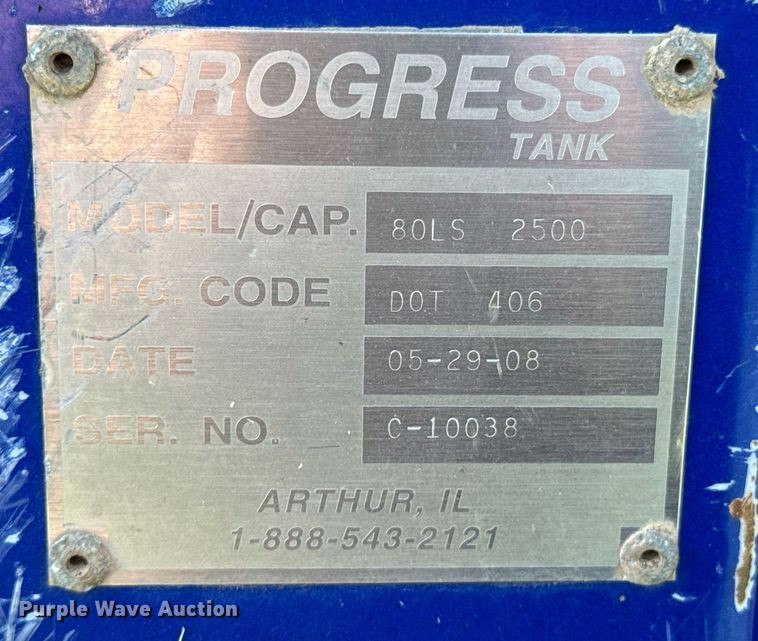 PROGRESS
TANK
MODEL/CAP. 80LS 2500
MFG. CODE DOT 406
DATE 05-29-08
SER. NO. C-10038
ARTHUR, IL
1-888-543-2121
Purple Wave Auction